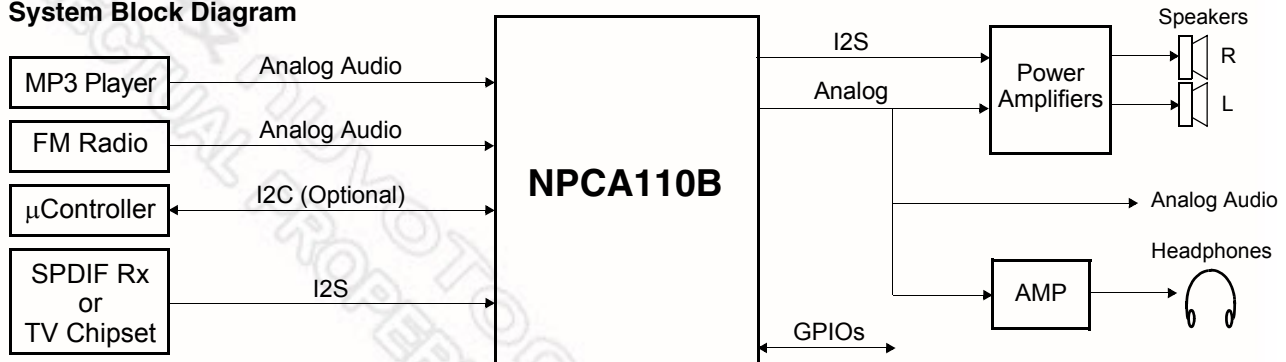 System Block Diagram
MP3 Player
Analog Audio
FM Radio
Analog Audio
μController
I2C (Optional)
SPDIF Rx
or
TV Chipset
I2S
NPCA110B
I2S
Analog
GPIOs
Power
Amplifiers
Speakers
R
L
Analog Audio
AMP
Headphones